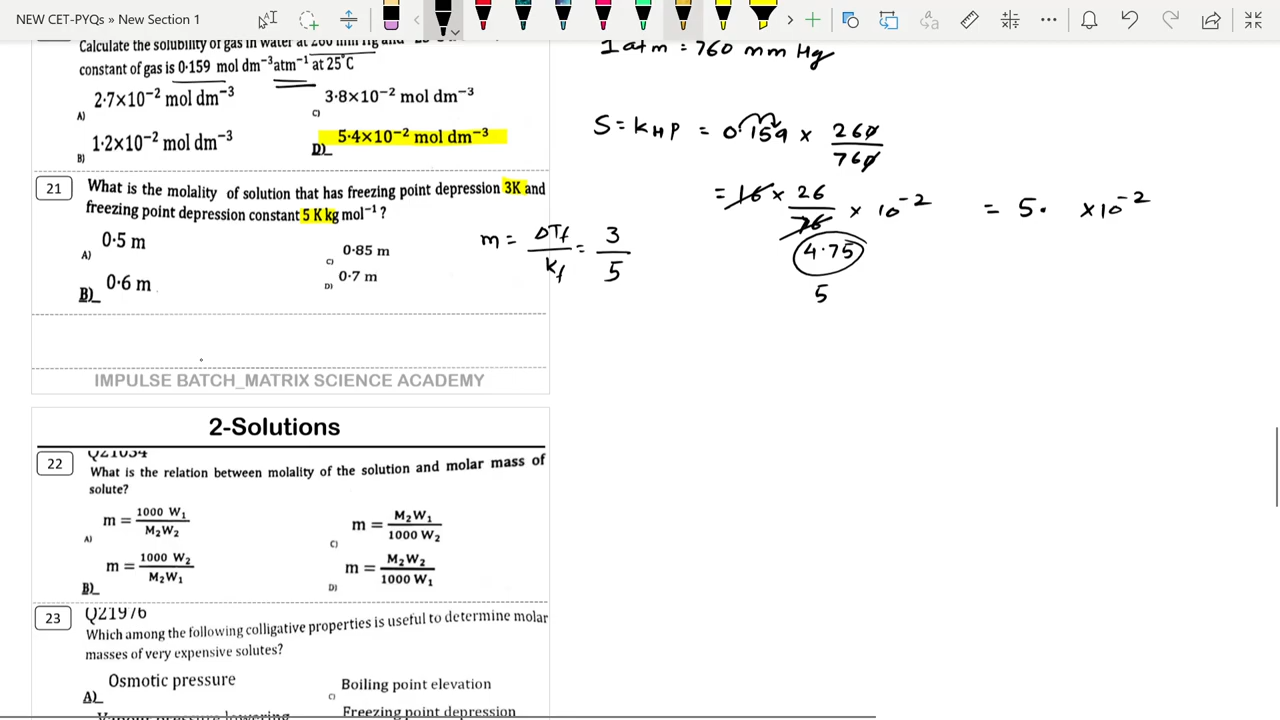 NEW CET-PYQs » New Section 1
Calculate the solubility of gas in water at 260 mm Hg and
constant of gas is 0·159 mol dm⁻³atm⁻¹ at 25°C
A) 2·7×10⁻² mol dm⁻³
C) 3·8×10⁻² mol dm⁻³
B) 1·2×10⁻² mol dm⁻³
D) 5·4×10⁻² mol dm⁻³
21 What is the molality of solution that has freezing point depression 3K and
freezing point depression constant 5 K kg mol⁻¹ ?
A) 0·5 m
C) 0·85 m
B) 0·6 m
D) 0·7 m
IMPULSE BATCH_MATRIX SCIENCE ACADEMY
1 atm = 760 mm Hg
S = KHP = 0.159 × 260/760
= 16 × 26/76 × 10⁻² = 5. ×10⁻²
4.75
5
m = ΔTf/kf = 3/5
2-Solutions
22 Q21034
What is the relation between molality of the solution and molar mass of
solute?
A) m = 1000 W₁/M₂W₂
C) m = M₂W₁/1000 W₂
B) m = 1000 W₂/M₂W₁
D) m = M₂W₂/1000 W₁
23 Q21976
Which among the following colligative properties is useful to determine molar
masses of very expensive solutes?
A) Osmotic pressure
C) Boiling point elevation
Vapour pressure lowering
Freezing point depression